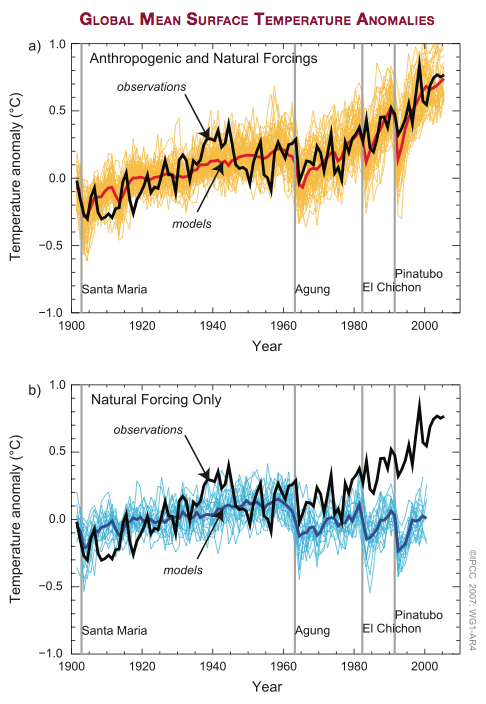 GLOBAL MEAN SURFACE TEMPERATURE ANOMALIES
a)
Anthropogenic and Natural Forcings
observations
models
Temperature anomaly (°C)
1.0
0.5
0.0
−0.5
−1.0
Santa Maria
Agung
El Chichon
Pinatubo
1900 1920 1940 1960 1980 2000
Year
b)
Natural Forcing Only
observations
models
Temperature anomaly (°C)
1.0
0.5
0.0
−0.5
−1.0
Santa Maria
Agung
El Chichon
Pinatubo
1900 1920 1940 1960 1980 2000
Year
©IPCC 2007: WG1-AR4